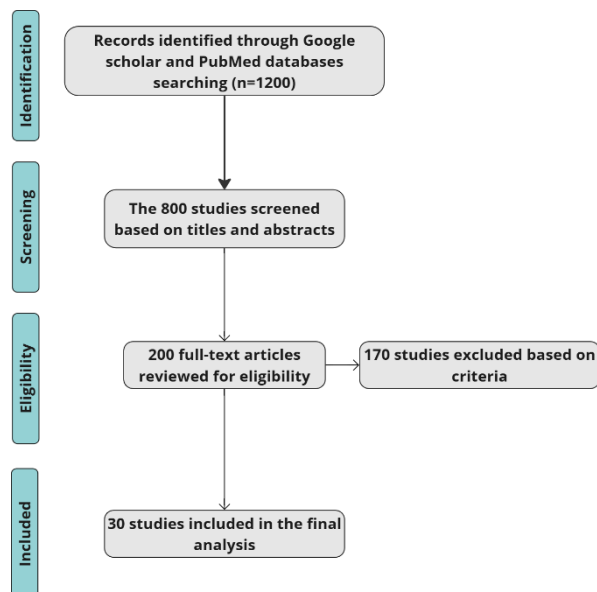 Identification
Records identified through Google
scholar and PubMed databases
searching (n=1200)
Screening
The 800 studies screened
based on titles and abstracts
Eligibility
200 full-text articles
reviewed for eligibility
170 studies excluded based on
criteria
Included
30 studies included in the final
analysis